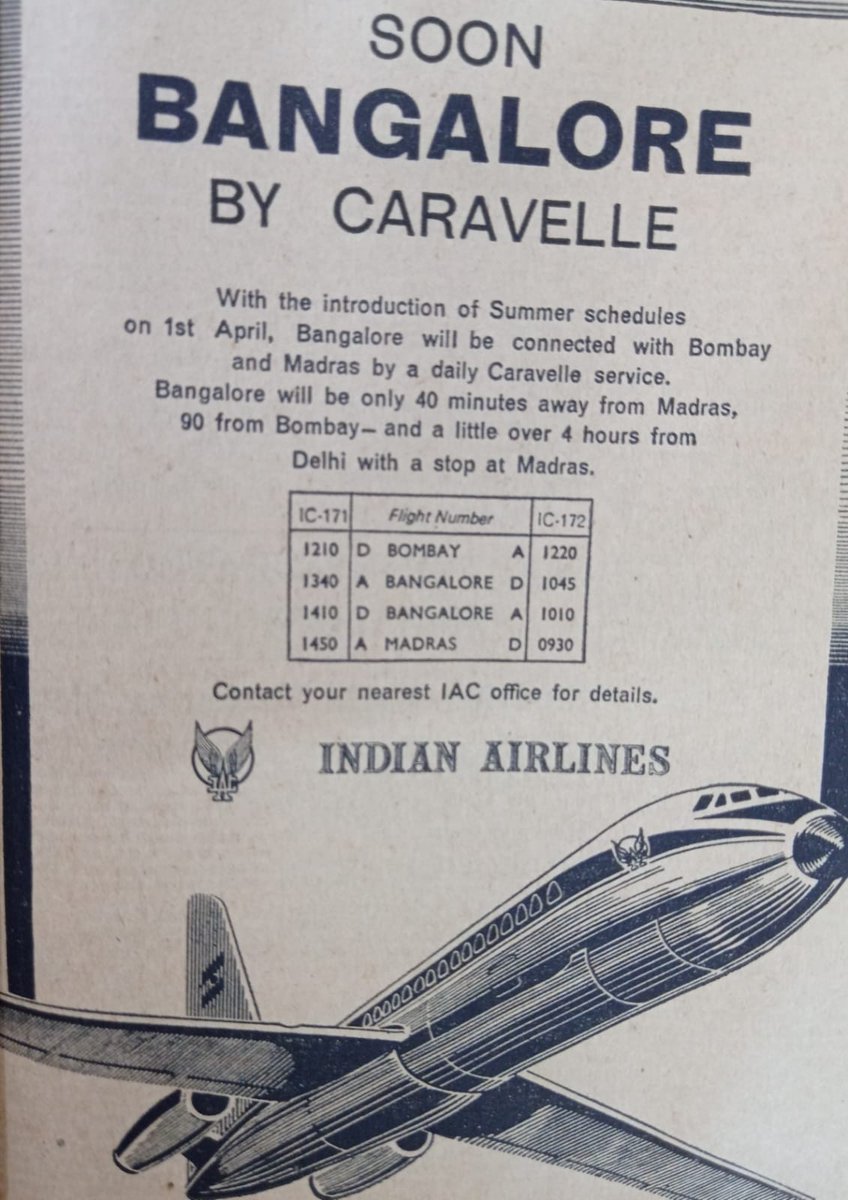 SOON
BANGALORE
BY CARAVELLE
With the introduction of Summer schedules
on 1st April, Bangalore will be connected with Bombay
and Madras by a daily Caravelle service.
Bangalore will be only 40 minutes away from Madras,
90 from Bombay— and a little over 4 hours from
Delhi with a stop at Madras.
IC-171 Flight Number IC-172
1210 D BOMBAY A 1220
1340 A BANGALORE D 1045
1410 D BANGALORE A 1010
1450 A MADRAS D 0930
Contact your nearest IAC office for details.
IAC
INDIAN AIRLINES